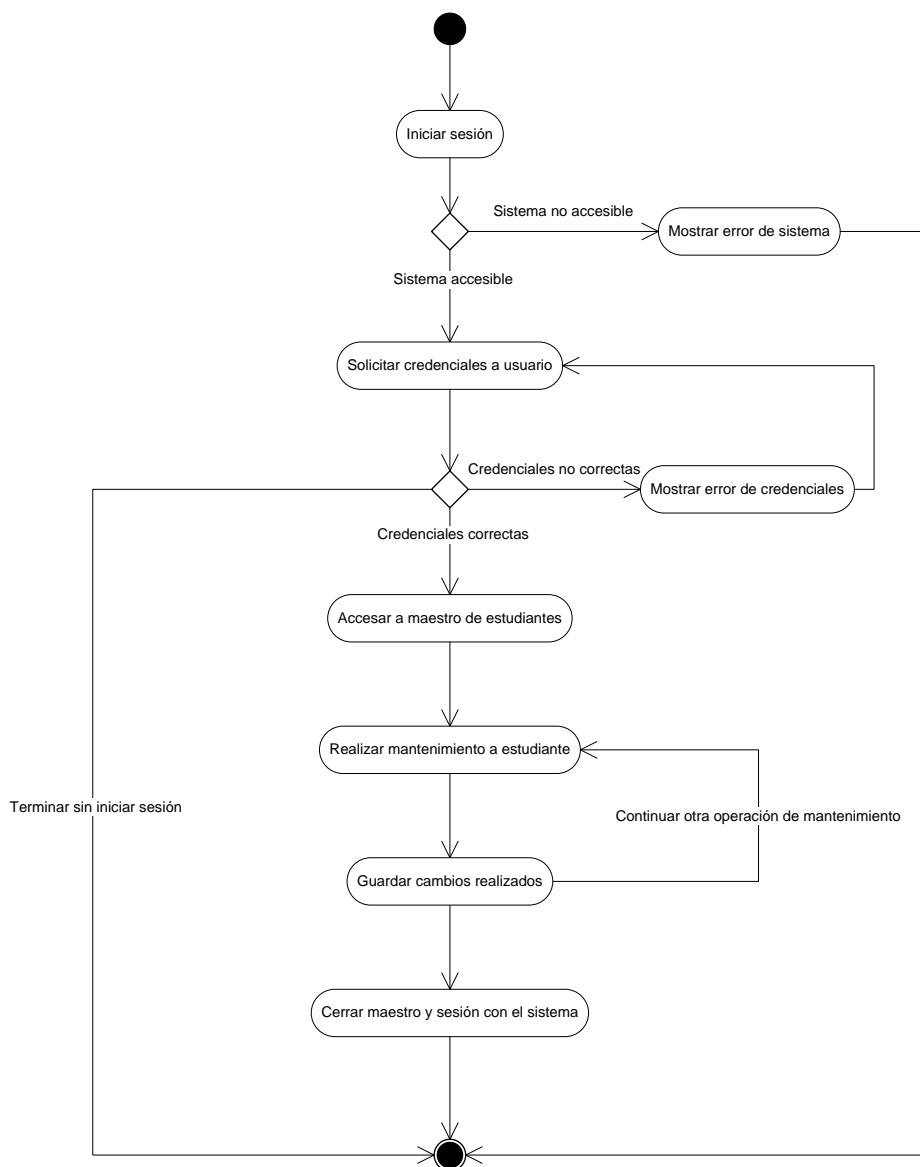 Iniciar sesión
Sistema no accesible
Mostrar error de sistema
Sistema accesible
Solicitar credenciales a usuario
Credenciales no correctas
Mostrar error de credenciales
Credenciales correctas
Accesar a maestro de estudiantes
Realizar mantenimiento a estudiante
Terminar sin iniciar sesión
Continuar otra operación de mantenimiento
Guardar cambios realizados
Cerrar maestro y sesión con el sistema